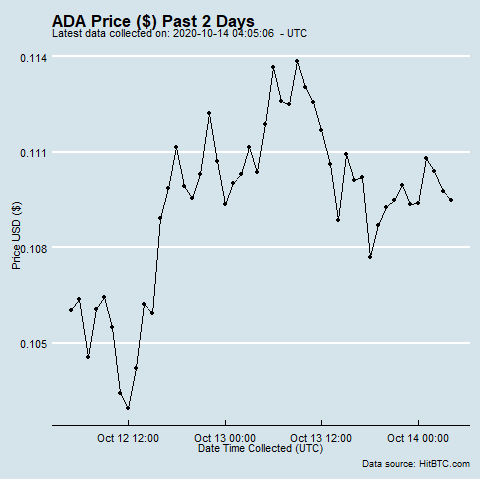 ADA Price ($) Past 2 Days
Latest data collected on: 2020-10-14 04:05:06  - UTC
0.114
0.111
0.108
0.105
Price USD ($)
Oct 12 12:00
Oct 13 00:00
Oct 13 12:00
Oct 14 00:00
Date Time Collected (UTC)
Data source: HitBTC.com